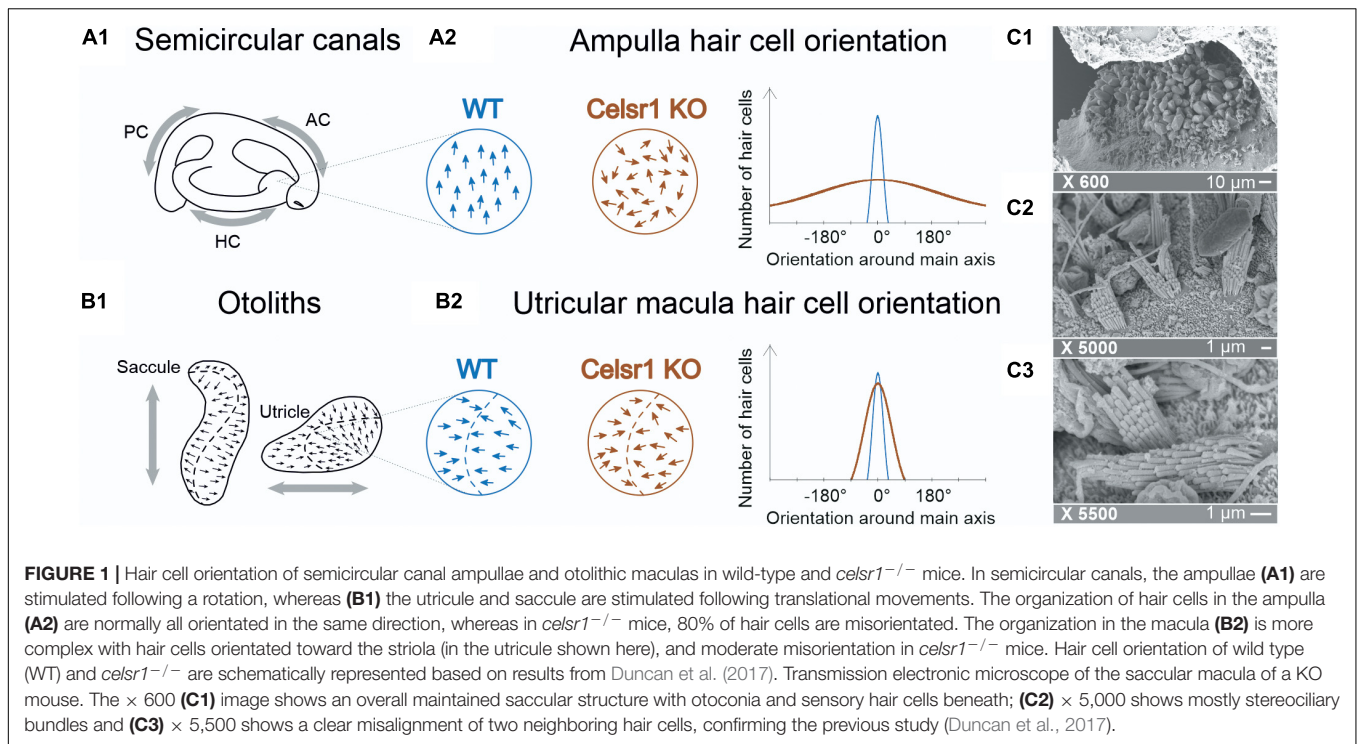 A1 Semicircular canals
PC
AC
HC
A2 Ampulla hair cell orientation
WT
Celsr1 KO
Number of hair cells
-180° 0° 180°
Orientation around main axis
B1 Otoliths
Saccule
Utricle
B2 Utricular macula hair cell orientation
WT
Celsr1 KO
Number of hair cells
-180° 0° 180°
Orientation around main axis
C1
X 600 10 µm
C2
X 5000 1 µm
C3
X 5500 1 µm
FIGURE 1 | Hair cell orientation of semicircular canal ampullae and otolithic maculas in wild-type and celsr1−/− mice. In semicircular canals, the ampullae (A1) are
stimulated following a rotation, whereas (B1) the utricule and saccule are stimulated following translational movements. The organization of hair cells in the ampulla
(A2) are normally all orientated in the same direction, whereas in celsr1−/− mice, 80% of hair cells are misorientated. The organization in the macula (B2) is more
complex with hair cells orientated toward the striola (in the utricule shown here), and moderate misorientation in celsr1−/− mice. Hair cell orientation of wild type
(WT) and celsr1−/− are schematically represented based on results from Duncan et al. (2017). Transmission electronic microscope of the saccular macula of a KO
mouse. The × 600 (C1) image shows an overall maintained saccular structure with otoconia and sensory hair cells beneath; (C2) × 5,000 shows mostly stereociliary
bundles and (C3) × 5,500 shows a clear misalignment of two neighboring hair cells, confirming the previous study (Duncan et al., 2017).